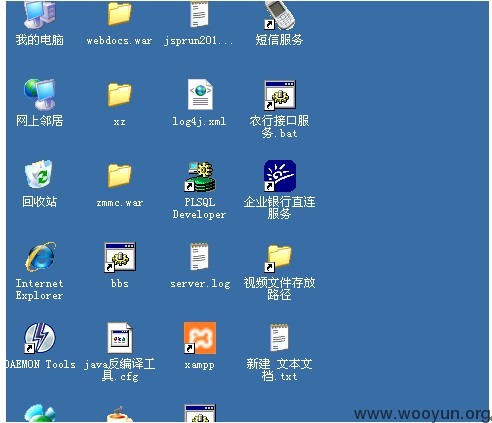 我的电脑
webdocs.war
jsprun201...
短信服务
网上邻居
xz
log4j.xml
农行接口服
务.bat
回收站
zmmc.war
PLSQL
Developer
企业银行直连
服务
Internet
Explorer
bbs
server.log
视频文件存放
路径
DAEMON Tools
java反编译工
具.cfg
xampp
新建 文本文
档.txt
www.wooyun.org